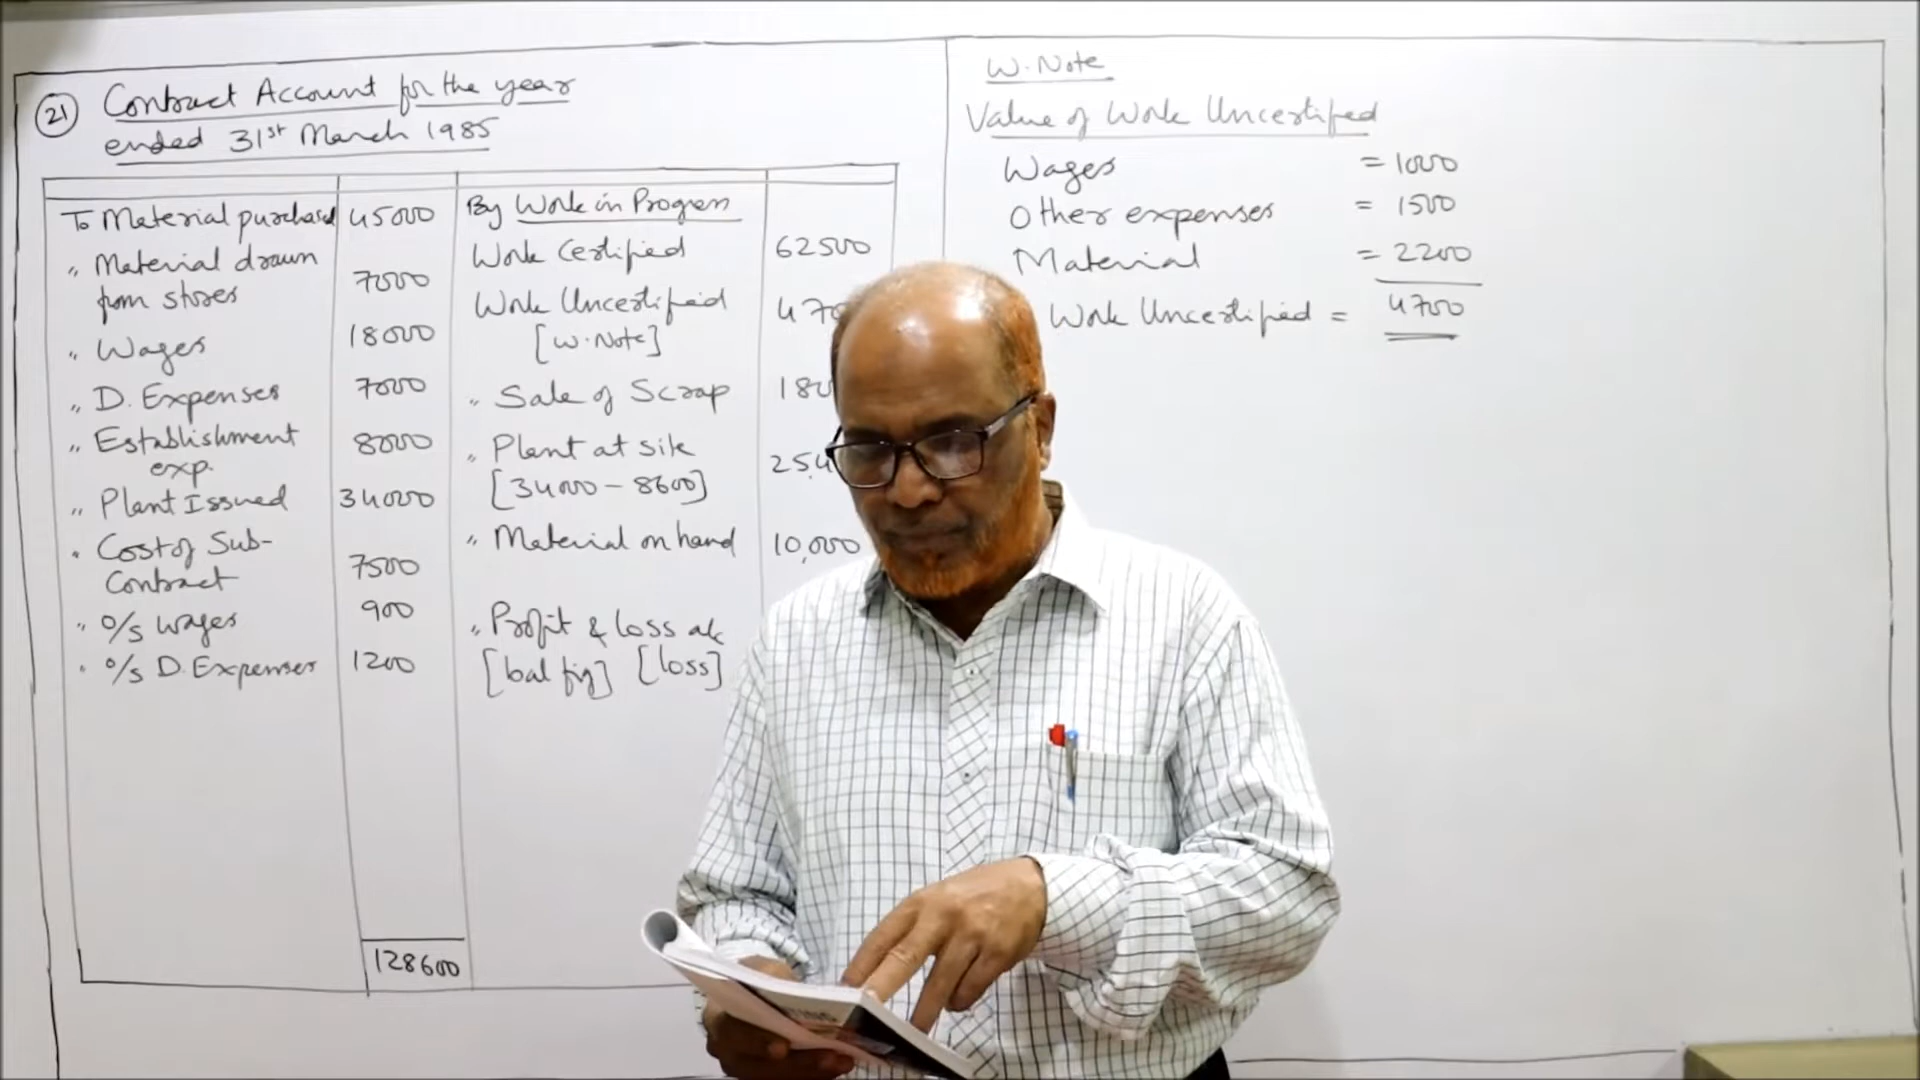 21 Contract Account for the year
ended 31st March 1985
To Material purchased 45000
" Material drawn
from stores 7000
" Wages 18000
" D. Expenses 7000
" Establishment
exp. 8000
" Plant Issued 34000
" Cost of Sub-
Contract 7500
" O/s wages 900
" O/s D. Expenses 1200
128600
By Work in Progress
Work Certified 62500
Work Uncertified
[W.Note]
" Sale of Scrap
" Plant at site
[34000 - 8600]
" Material on hand 10,000
" Profit & loss a/c
[bal fig] [loss]
W.Note
Value of Work Uncertified
Wages = 1000
Other expenses = 1500
Material = 2200
Work Uncertified = 4700